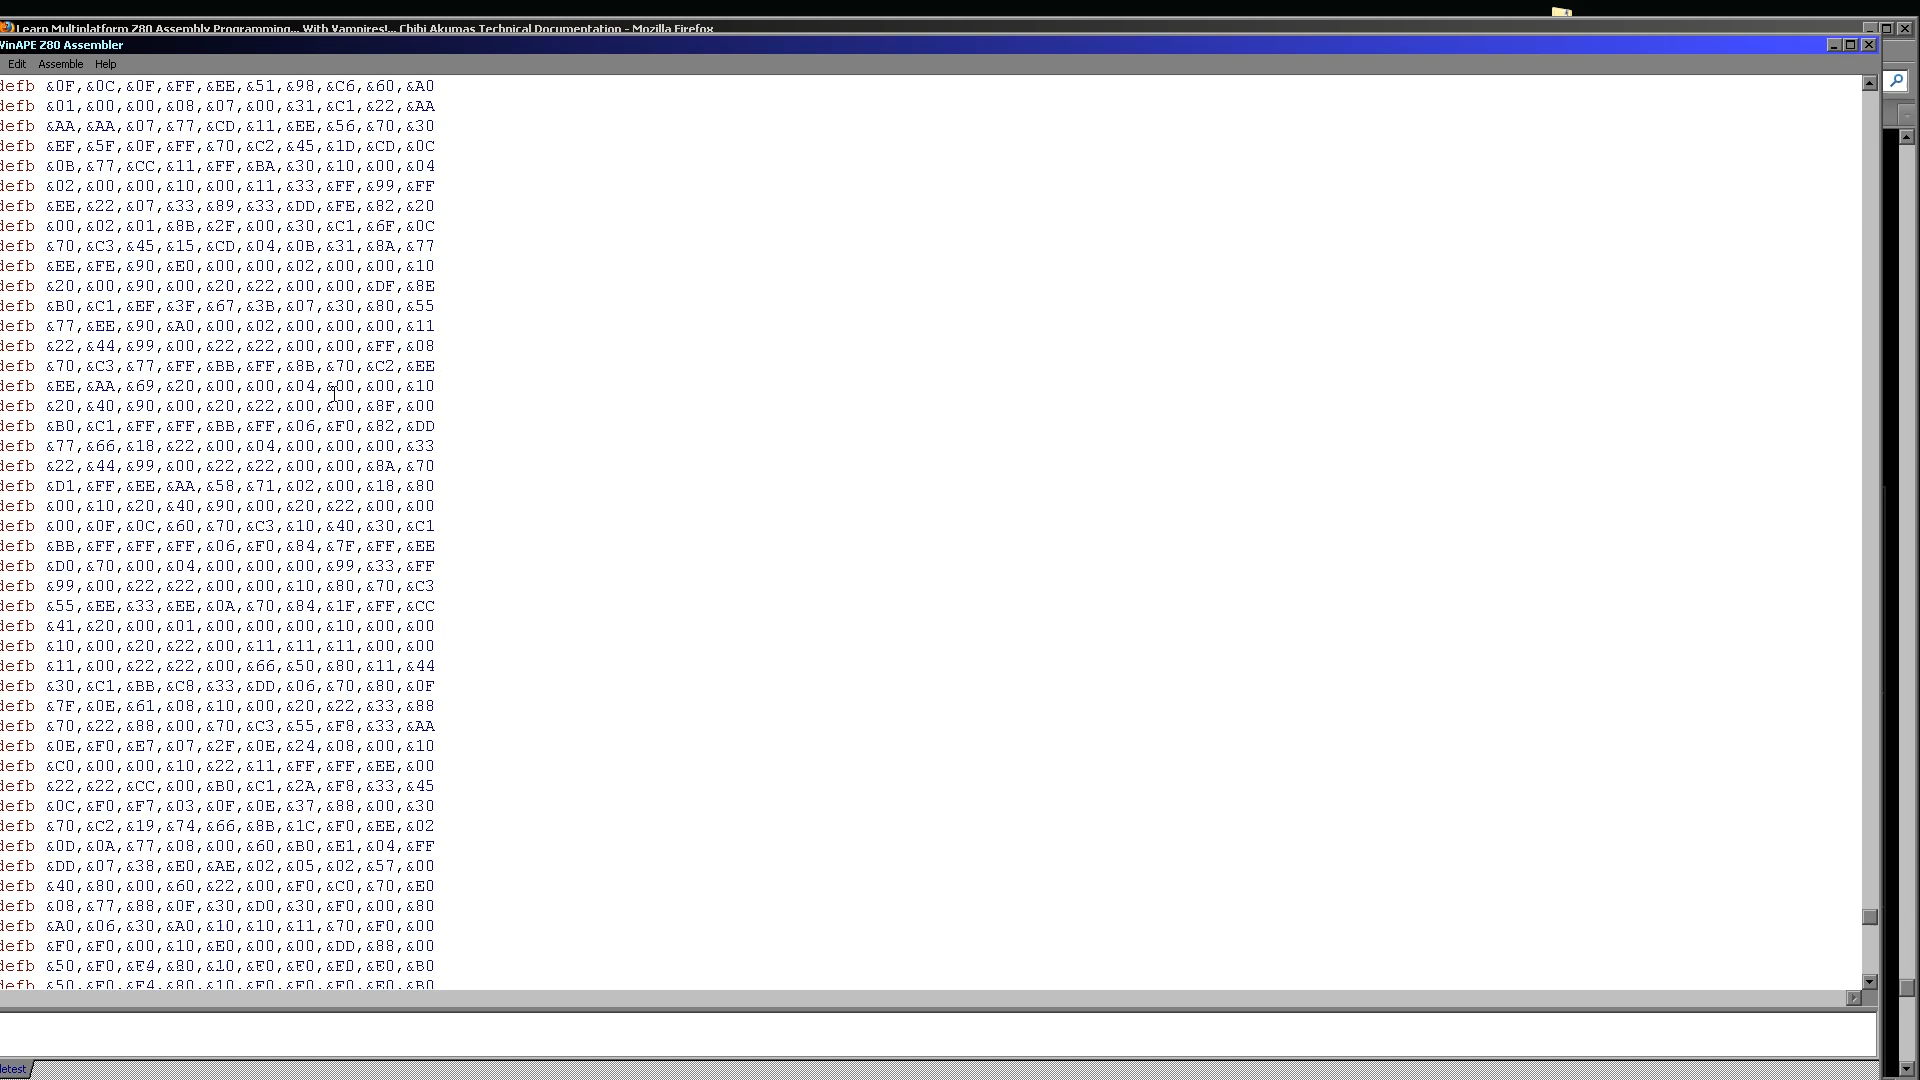 Learn Multiplatform Z80 Assembly Programming... With Vampires!... Chibi Akumas Technical Documentation - Mozilla Firefox
WinAPE Z80 Assembler
Edit Assemble Help
defb &0F,&0C,&0F,&FF,&EE,&51,&98,&C6,&60,&A0
defb &01,&00,&00,&08,&07,&00,&31,&C1,&22,&AA
defb &AA,&AA,&07,&77,&CD,&11,&EE,&56,&70,&30
defb &EF,&5F,&0F,&FF,&70,&C2,&45,&1D,&CD,&0C
defb &0B,&77,&CC,&11,&FF,&BA,&30,&10,&00,&04
defb &02,&00,&00,&10,&00,&11,&33,&FF,&99,&FF
defb &EE,&22,&07,&33,&89,&33,&DD,&FE,&82,&20
defb &00,&02,&01,&8B,&2F,&00,&30,&C1,&6F,&0C
defb &70,&C3,&45,&15,&CD,&04,&0B,&31,&8A,&77
defb &EE,&FE,&90,&E0,&00,&00,&02,&00,&00,&10
defb &20,&00,&90,&00,&20,&22,&00,&00,&DF,&8E
defb &B0,&C1,&EF,&3F,&67,&3B,&07,&30,&80,&55
defb &77,&EE,&90,&A0,&00,&02,&00,&00,&00,&11
defb &22,&44,&99,&00,&22,&22,&00,&00,&FF,&08
defb &70,&C3,&77,&FF,&BB,&FF,&8B,&70,&C2,&EE
defb &EE,&AA,&69,&20,&00,&00,&04,&00,&00,&10
defb &20,&40,&90,&00,&20,&22,&00,&00,&8F,&00
defb &B0,&C1,&FF,&FF,&BB,&FF,&06,&F0,&82,&DD
defb &77,&66,&18,&22,&00,&04,&00,&00,&00,&33
defb &22,&44,&99,&00,&22,&22,&00,&00,&8A,&70
defb &D1,&FF,&EE,&AA,&58,&71,&02,&00,&18,&80
defb &00,&10,&20,&40,&90,&00,&20,&22,&00,&00
defb &00,&0F,&0C,&60,&70,&C3,&10,&40,&30,&C1
defb &BB,&FF,&FF,&FF,&06,&F0,&84,&7F,&FF,&EE
defb &D0,&70,&00,&04,&00,&00,&00,&99,&33,&FF
defb &99,&00,&22,&22,&00,&00,&10,&80,&70,&C3
defb &55,&EE,&33,&EE,&0A,&70,&84,&1F,&FF,&CC
defb &41,&20,&00,&01,&00,&00,&00,&10,&00,&00
defb &10,&00,&20,&22,&00,&11,&11,&11,&00,&00
defb &11,&00,&22,&22,&00,&66,&50,&80,&11,&44
defb &30,&C1,&BB,&C8,&33,&DD,&06,&70,&80,&0F
defb &7F,&0E,&61,&08,&10,&00,&20,&22,&33,&88
defb &70,&22,&88,&00,&70,&C3,&55,&F8,&33,&AA
defb &0E,&F0,&E7,&07,&2F,&0E,&24,&08,&00,&10
defb &C0,&00,&00,&10,&22,&11,&FF,&FF,&EE,&00
defb &22,&22,&CC,&00,&B0,&C1,&2A,&F8,&33,&45
defb &0C,&F0,&F7,&03,&0F,&0E,&37,&88,&00,&30
defb &70,&C2,&19,&74,&66,&8B,&1C,&F0,&EE,&02
defb &0D,&0A,&77,&08,&00,&60,&B0,&E1,&04,&FF
defb &DD,&07,&38,&E0,&AE,&02,&05,&02,&57,&00
defb &40,&80,&00,&60,&22,&00,&F0,&C0,&70,&E0
defb &08,&77,&88,&0F,&30,&D0,&30,&F0,&00,&80
defb &A0,&06,&30,&A0,&10,&10,&11,&70,&F0,&00
defb &F0,&F0,&00,&10,&E0,&00,&00,&DD,&88,&00